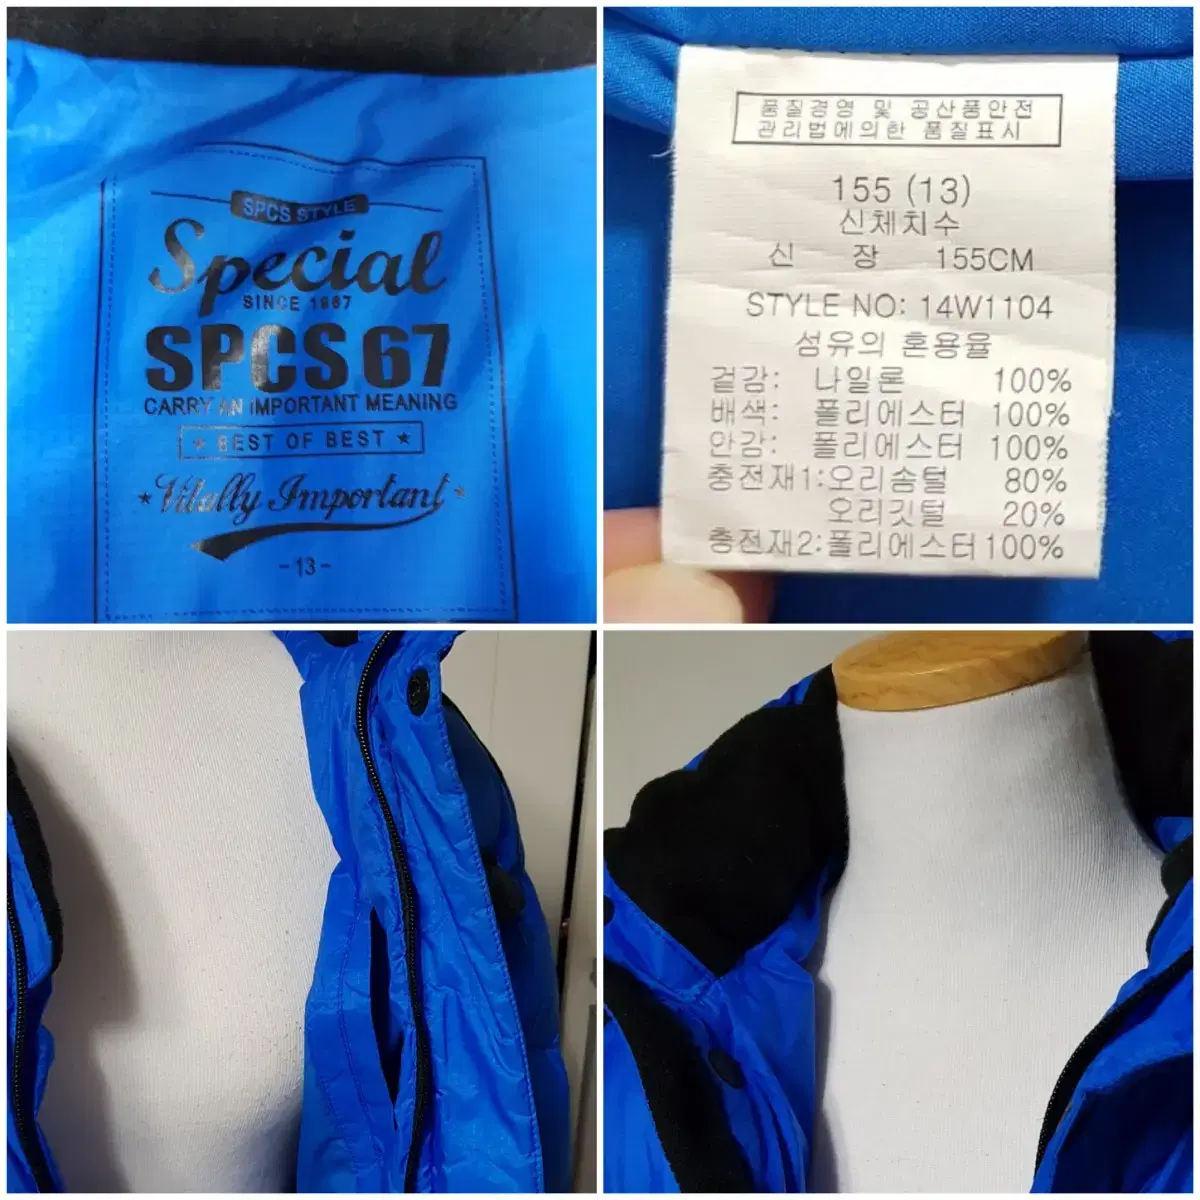 SPCS STYLE
Special
SINCE 1967
SPCS 67
CARRY AN IMPORTANT MEANING
★ BEST OF BEST ★
★ Vitally Important ★
-13-
품질경영 및 공산품안전
관리법에의한 품질표시
155 (13)
신체치수
신 장 155CM
STYLE NO: 14W1104
섬유의 혼용율
겉감: 나일론 100%
배색: 폴리에스터 100%
안감: 폴리에스터 100%
충전재1:오리솜털 80%
오리깃털 20%
충전재2:폴리에스터 100%